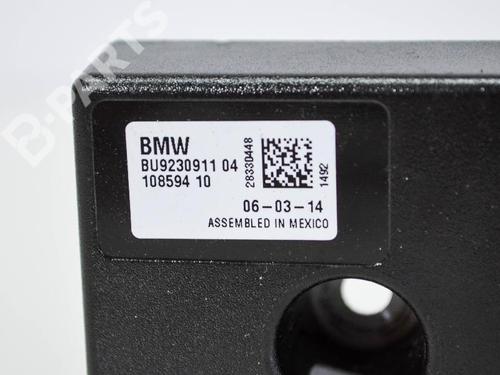 BMW
BU9230911 04
108594 10
28330448
1492
06-03-14
ASSEMBLED IN MEXICO
B-PARTS